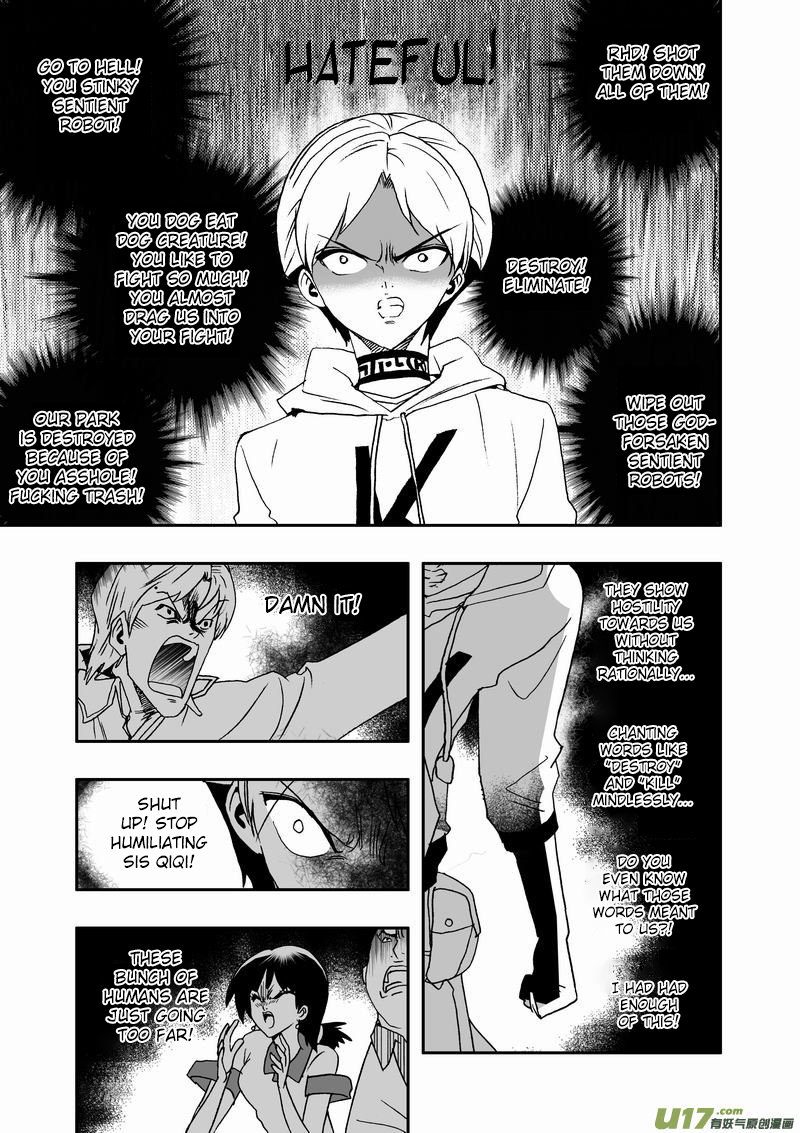 HATEFUL!
GO TO HELL!
YOU STINKY
SENTIENT
ROBOT!
RHD! SHOT
THEM DOWN!
ALL OF THEM!
YOU DOG EAT
DOG CREATURE!
YOU LIKE TO
FIGHT SO MUCH!
YOU ALMOST
DRAG US INTO
YOUR FIGHT!
DESTROY!
ELIMINATE!
OUR PARK
IS DESTROYED
BECAUSE OF
YOU ASSHOLE!
FUCKING TRASH!
WIPE OUT
THOSE GOD-
FORSAKEN
SENTIENT
ROBOTS!
DAMN IT!
SHUT
UP! STOP
HUMILIATING
SIS QIQI!
THESE
BUNCH OF
HUMANS ARE
JUST GOING
TOO FAR!
THEY SHOW
HOSTILITY
TOWARDS US
WITHOUT
THINKING
RATIONALLY...
CHANTING
WORDS LIKE
"DESTROY"
AND "KILL"
MINDLESSLY...
DO YOU
EVEN KNOW
WHAT THOSE
WORDS MEANT
TO US?!
I HAD HAD
ENOUGH
OF THIS!
U17.com
有妖气原创漫画